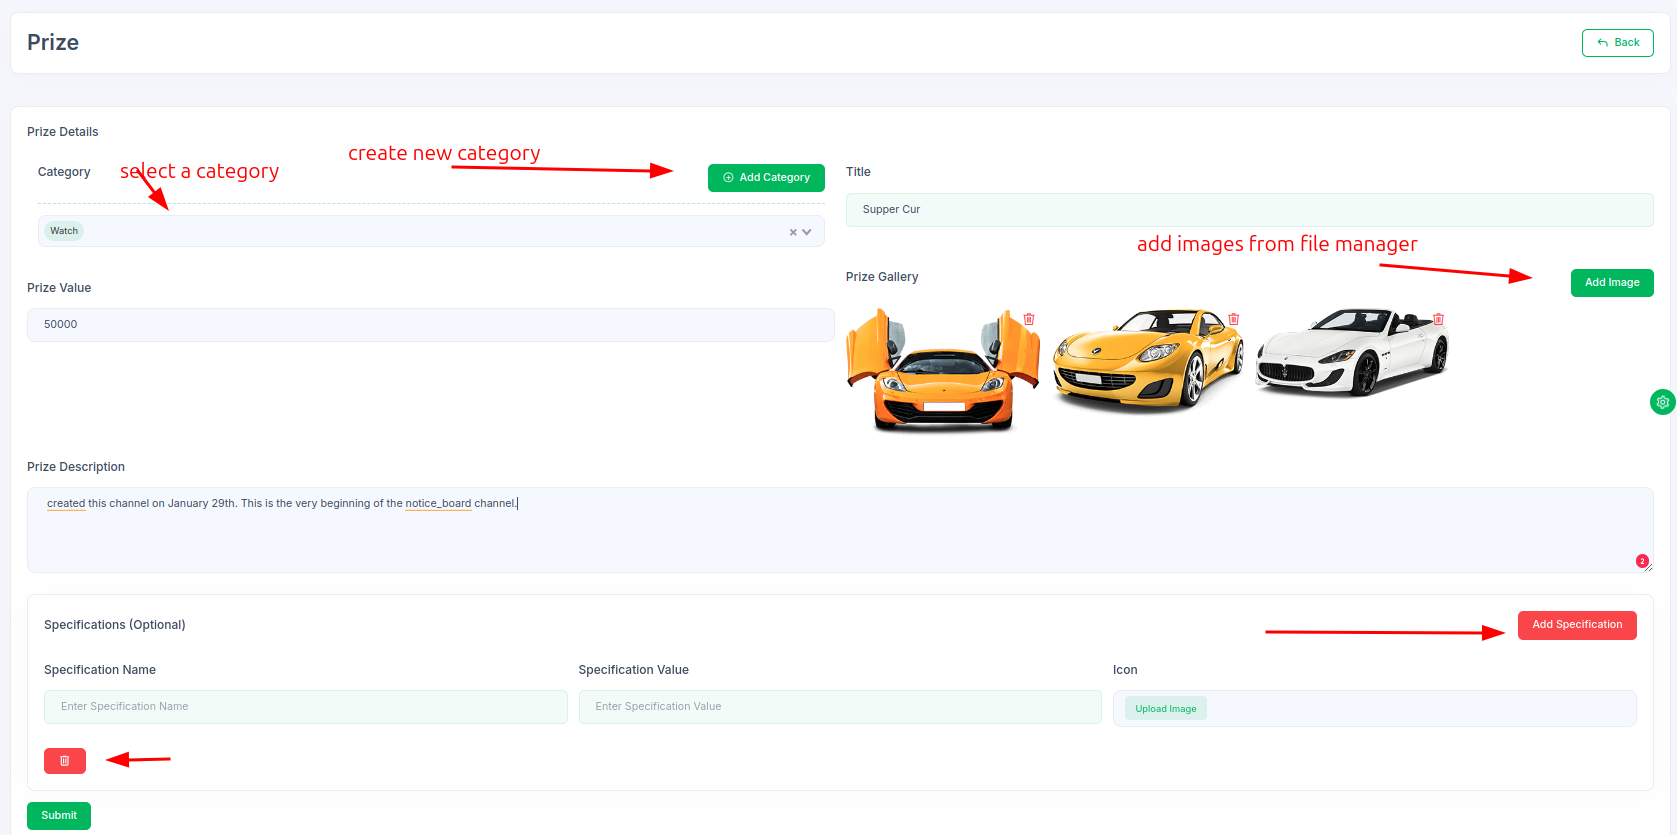 Prize
Back
Prize Details
Category
select a category
create new category
Add Category
Watch
Title
Supper Cur
Prize Value
50000
add images from file manager
Prize Gallery
Add Image
Prize Description
created this channel on January 29th. This is the very beginning of the notice_board channel.
2
Specifications (Optional)
Add Specification
Specification Name
Specification Value
Icon
Enter Specification Name
Enter Specification Value
Upload Image
Submit